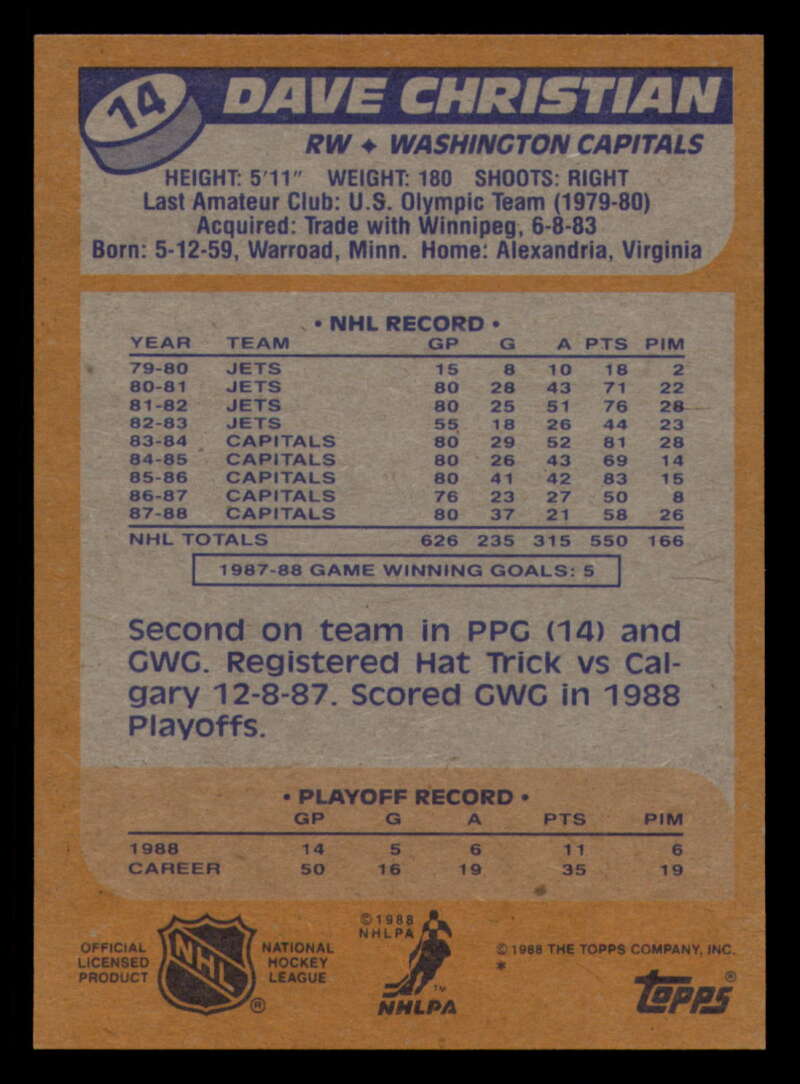 14 DAVE CHRISTIAN
RW ✦ WASHINGTON CAPITALS
HEIGHT: 5'11" WEIGHT: 180 SHOOTS: RIGHT
Last Amateur Club: U.S. Olympic Team (1979-80)
Acquired: Trade with Winnipeg, 6-8-83
Born: 5-12-59, Warroad, Minn. Home: Alexandria, Virginia
• NHL RECORD •
YEAR TEAM GP G A PTS PIM
79-80 JETS 15 8 10 18 2
80-81 JETS 80 28 43 71 22
81-82 JETS 80 25 51 76 28
82-83 JETS 55 18 26 44 23
83-84 CAPITALS 80 29 52 81 28
84-85 CAPITALS 80 26 43 69 14
85-86 CAPITALS 80 41 42 83 15
86-87 CAPITALS 76 23 27 50 8
87-88 CAPITALS 80 37 21 58 26
NHL TOTALS 626 235 315 550 166
1987-88 GAME WINNING GOALS: 5
Second on team in PPG (14) and
GWG. Registered Hat Trick vs Cal-
gary 12-8-87. Scored GWG in 1988
Playoffs.
• PLAYOFF RECORD •
GP G A PTS PIM
1988 14 5 6 11 6
CAREER 50 16 19 35 19
OFFICIAL
LICENSED
PRODUCT
NHL ®
NATIONAL
HOCKEY
LEAGUE
©1988
NHLPA
TM
NHLPA
© 1988 THE TOPPS COMPANY, INC.
*
topps ®